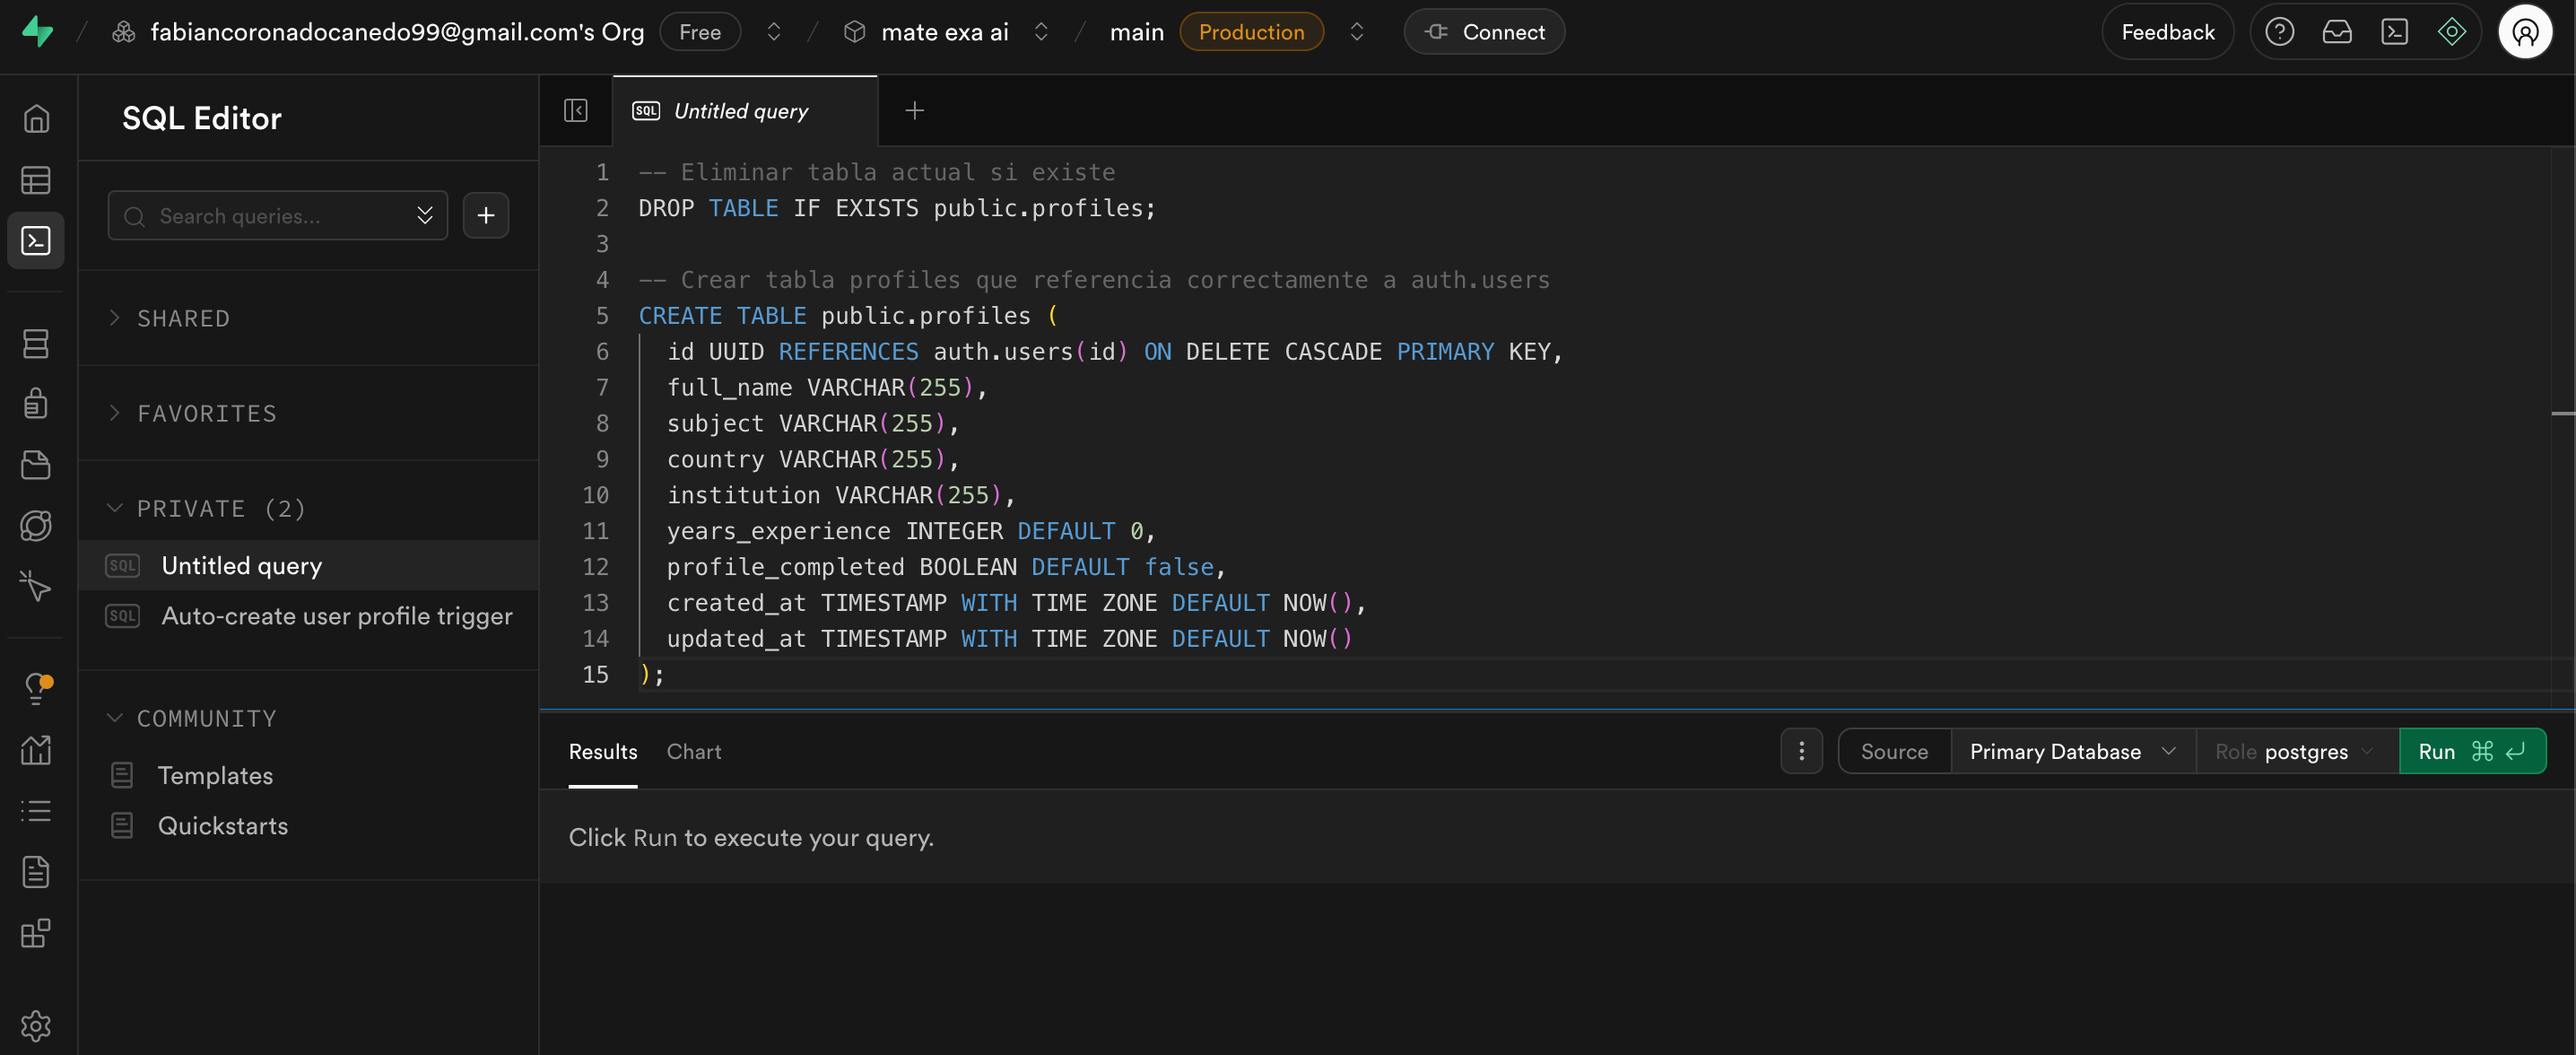 fabiancoronadocanedo99@gmail.com's Org Free mate exa ai main Production Connect Feedback
SQL Editor
Search queries...
SHARED
FAVORITES
PRIVATE (2)
SQL Untitled query
SQL Auto-create user profile trigger
COMMUNITY
Templates
Quickstarts
SQL Untitled query
1 -- Eliminar tabla actual si existe
2 DROP TABLE IF EXISTS public.profiles;
3
4 -- Crear tabla profiles que referencia correctamente a auth.users
5 CREATE TABLE public.profiles (
6 id UUID REFERENCES auth.users(id) ON DELETE CASCADE PRIMARY KEY,
7 full_name VARCHAR(255),
8 subject VARCHAR(255),
9 country VARCHAR(255),
10 institution VARCHAR(255),
11 years_experience INTEGER DEFAULT 0,
12 profile_completed BOOLEAN DEFAULT false,
13 created_at TIMESTAMP WITH TIME ZONE DEFAULT NOW(),
14 updated_at TIMESTAMP WITH TIME ZONE DEFAULT NOW()
15 );
Results Chart Source Primary Database Role postgres Run ⌘
Click Run to execute your query.